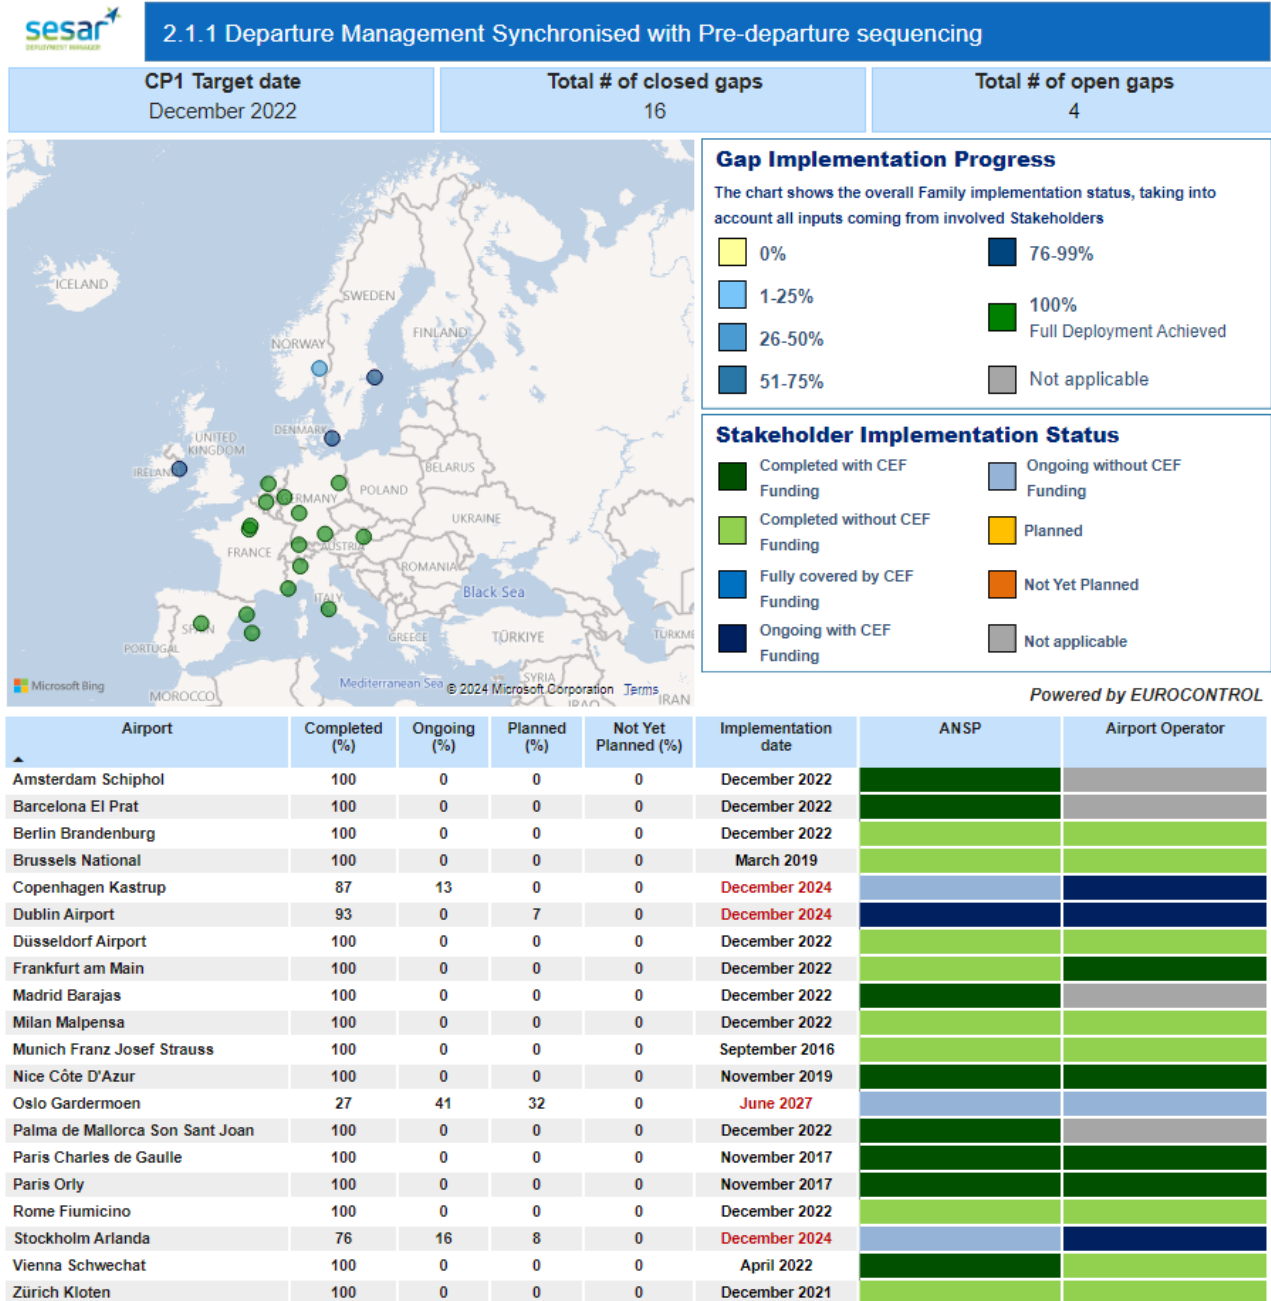 sesar
DEPLOYMENT MANAGER
2.1.1 Departure Management Synchronised with Pre-departure sequencing
CP1 Target date
December 2022
Total # of closed gaps
16
Total # of open gaps
4
ICELAND
SWEDEN
FINLAND
NORWAY
DENMARK
UNITED
KINGDOM
IRELAND
BELARUS
GERMANY
POLAND
UKRAINE
FRANCE
AUSTRIA
ROMANIA
ITALY
Black Sea
SPAIN
PORTUGAL
GREECE
TÜRKIYE
TURKME
SYRIA
Mediterranean Sea
IRAQ
IRAN
MOROCCO
Microsoft Bing
© 2024 Microsoft Corporation Terms
Gap Implementation Progress
The chart shows the overall Family implementation status, taking into
account all inputs coming from involved Stakeholders
0%
1-25%
26-50%
51-75%
76-99%
100%
Full Deployment Achieved
Not applicable
Stakeholder Implementation Status
Completed with CEF
Funding
Completed without CEF
Funding
Fully covered by CEF
Funding
Ongoing with CEF
Funding
Ongoing without CEF
Funding
Planned
Not Yet Planned
Not applicable
Powered by EUROCONTROL
Airport Completed (%) Ongoing (%) Planned (%) Not Yet Planned (%) Implementation date ANSP Airport Operator
Amsterdam Schiphol 100 0 0 0 December 2022
Barcelona El Prat 100 0 0 0 December 2022
Berlin Brandenburg 100 0 0 0 December 2022
Brussels National 100 0 0 0 March 2019
Copenhagen Kastrup 87 13 0 0 December 2024
Dublin Airport 93 0 7 0 December 2024
Düsseldorf Airport 100 0 0 0 December 2022
Frankfurt am Main 100 0 0 0 December 2022
Madrid Barajas 100 0 0 0 December 2022
Milan Malpensa 100 0 0 0 December 2022
Munich Franz Josef Strauss 100 0 0 0 September 2016
Nice Côte D'Azur 100 0 0 0 November 2019
Oslo Gardermoen 27 41 32 0 June 2027
Palma de Mallorca Son Sant Joan 100 0 0 0 December 2022
Paris Charles de Gaulle 100 0 0 0 November 2017
Paris Orly 100 0 0 0 November 2017
Rome Fiumicino 100 0 0 0 December 2022
Stockholm Arlanda 76 16 8 0 December 2024
Vienna Schwechat 100 0 0 0 April 2022
Zürich Kloten 100 0 0 0 December 2021